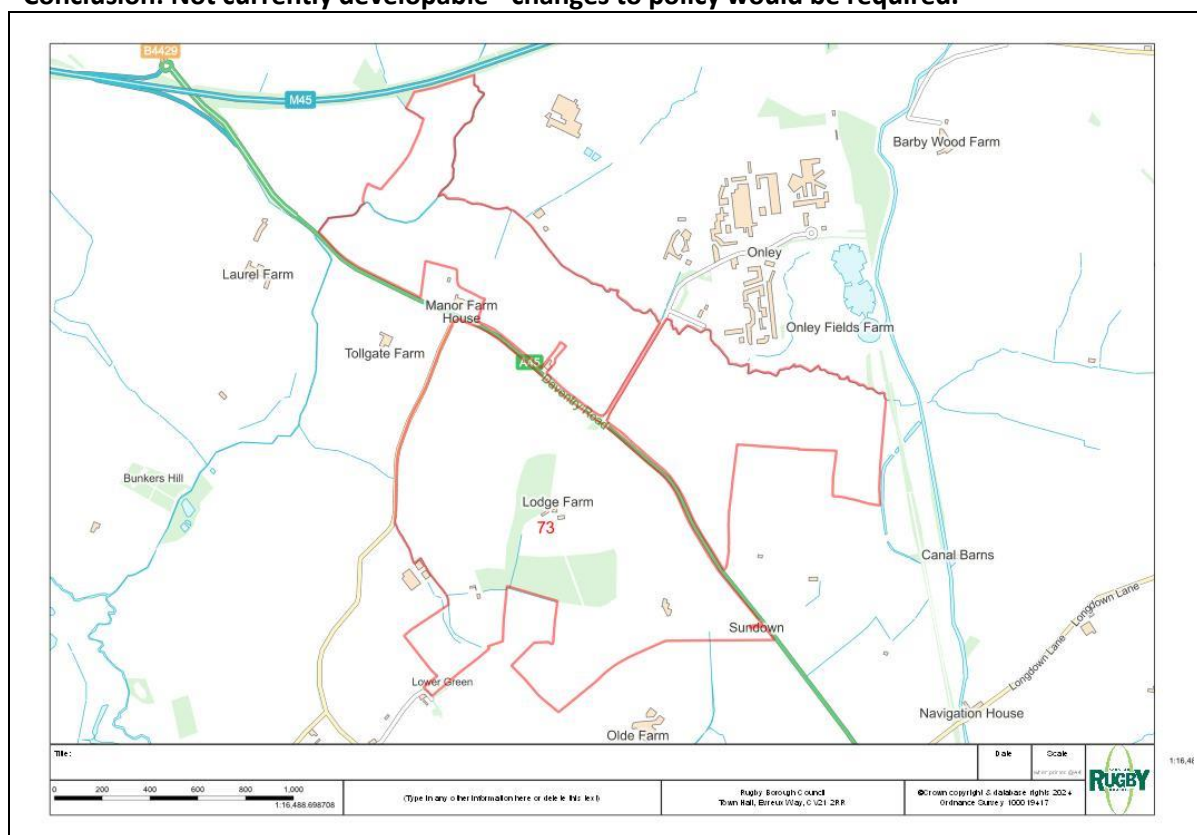 Conclusion: Not currently developable - changes to policy would be required.
B4429
M45
Barby Wood Farm
Onley
Laurel Farm
Manor Farm
House
Onley Fields Farm
Tollgate Farm
A45
Daventry Road
Bunkers Hill
Lodge Farm
73
Canal Barns
Longdown Lane
Longdown Lane
Sundown
Lower Green
Navigation House
Olde Farm
Title:
Date
Scale
0 200 400 600 800 1,000
1:16,488.698708
(Type in any other information here or delete this text)
Rugby Borough Council
Town Hall, Evreux Way, CV21 2RR
©Crown copyright & database rights 2024
Ordnance Survey 100019417
RUGBY
1:16,48